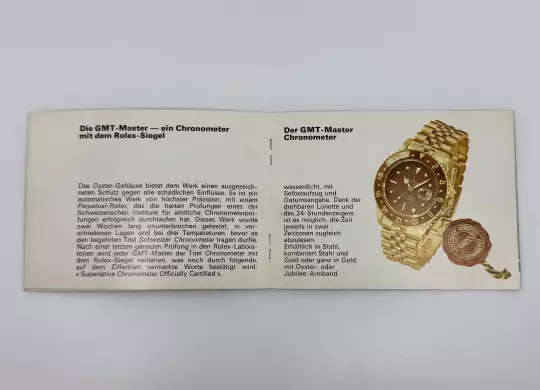 Die GMT-Master — ein Chronometer
mit dem Rolex-Siegel
Das Oyster-Gehäuse bietet dem Werk einen ausgezeich-
neten Schutz gegen alle schädlichen Einflüsse. Es ist ein
automatisches Werk von höchster Präzision, mit einem
Perpetual-Rotor, das die harten Prüfungen eines der
Schweizerischen Institute für amtliche Chronometerprü-
fungen erfolgreich durchlaufen hat. Dieses Werk wurde
zwei Wochen lang ununterbrochen getestet, in ver-
schiedenen Lagen und bei drei Temperaturen, bevor es
den begehrten Titel Schweizer Chronometer tragen durfte.
Nach einer letzten genauen Prüfung in den Rolex-Labora-
torien wird jeder GMT-Master der Titel Chronometer mit
dem Rolex-Siegel verliehen, was noch durch folgende,
auf dem Zifferblatt vermerkte Worte bestätigt wird:
« Superlative Chronometer Officially Certified ».
Der GMT-Master
Chronometer
wasserdicht, mit
Selbstaufzug und
Datumsangabe. Dank der
drehbaren Lünette und
des 24-Stundenzeigers
ist es möglich, die Zeit
jeweils in zwei
Zeitzonen zugleich
abzulesen.
Erhältlich in Stahl,
kombiniert Stahl und
Gold oder ganz in Gold,
mit Oyster- oder
Jubilee-Armband.